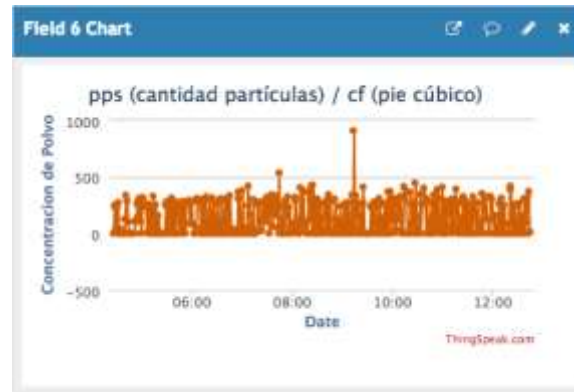 Field 6 Chart
pps (cantidad partículas) / cf (pie cúbico)
Concentracion de Polvo
1000
500
0
-500
06:00
08:00
10:00
12:00
Date
ThingSpeak.com